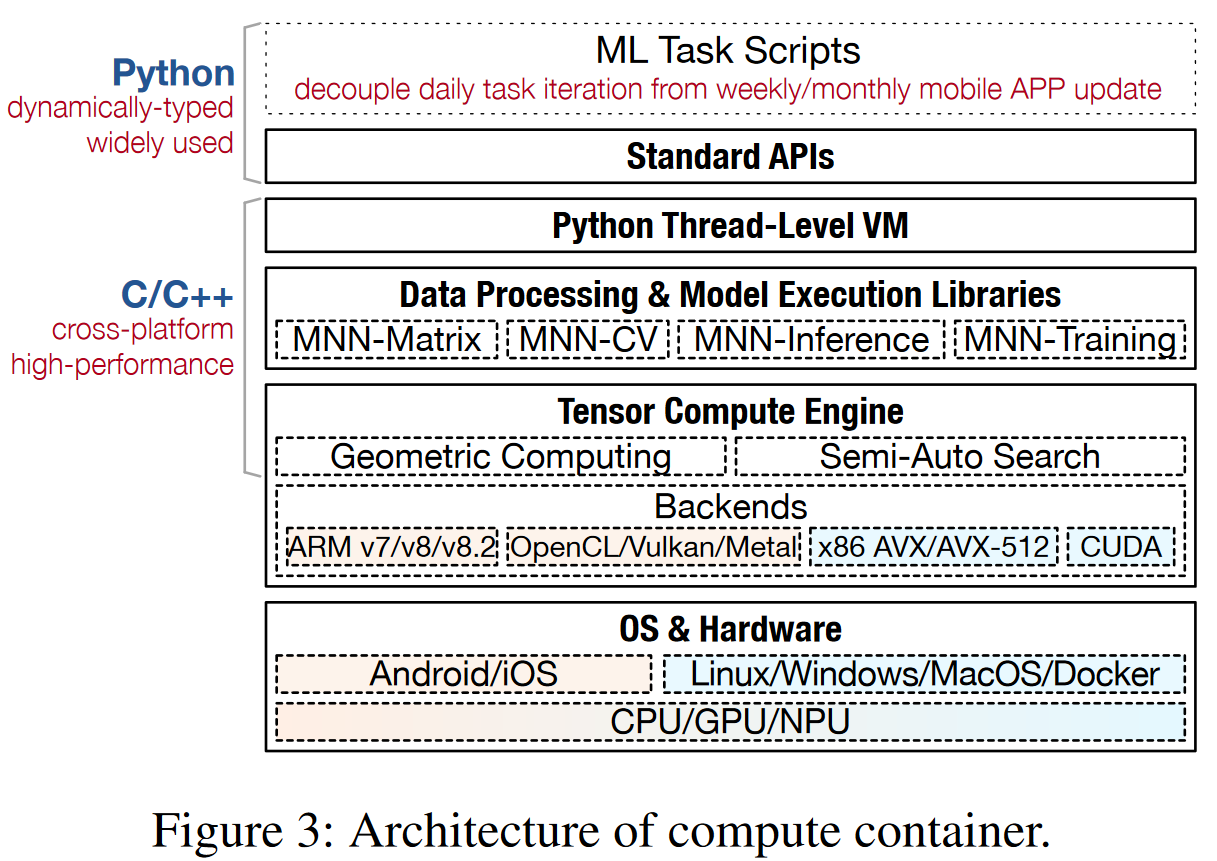 ML Task Scripts
decouple daily task iteration from weekly/monthly mobile APP update
Python
dynamically-typed
widely used
Standard APIs
Python Thread-Level VM
C/C++
cross-platform
high-performance
Data Processing & Model Execution Libraries
MNN-Matrix MNN-CV MNN-Inference MNN-Training
Tensor Compute Engine
Geometric Computing Semi-Auto Search
Backends
ARM v7/v8/v8.2 OpenCL/Vulkan/Metal x86 AVX/AVX-512 CUDA
OS & Hardware
Android/iOS Linux/Windows/MacOS/Docker
CPU/GPU/NPU
Figure 3: Architecture of compute container.